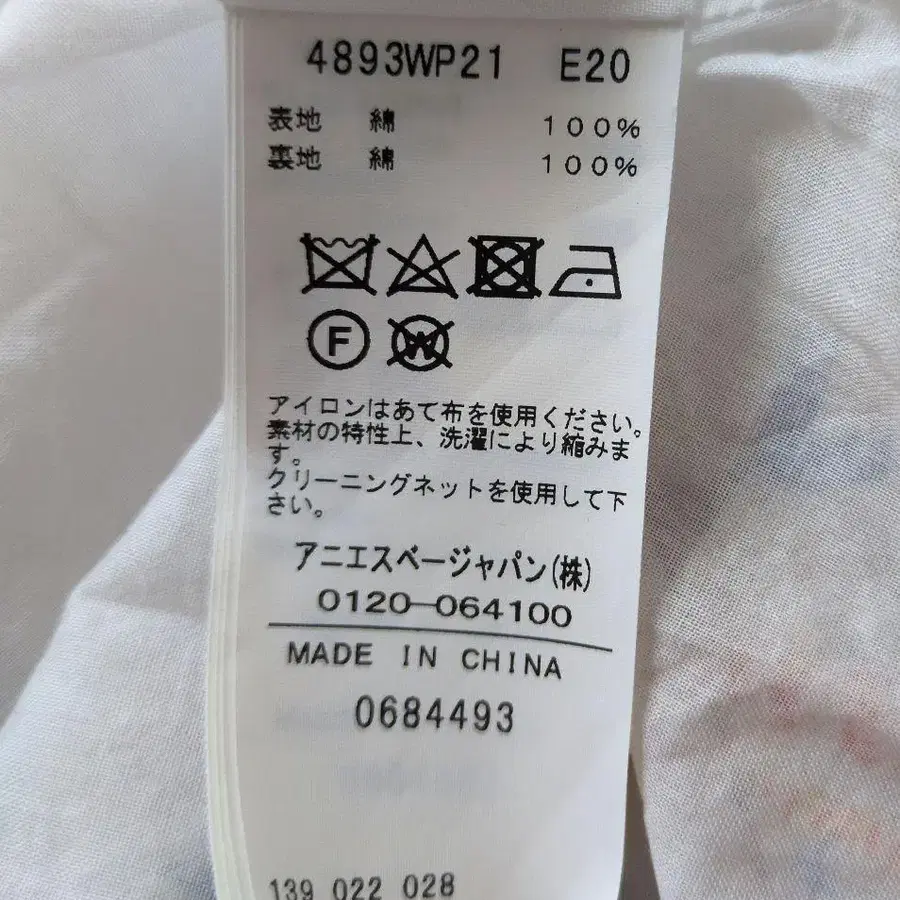 4893WP21 E20
表地 綿 100%
裏地 綿 100%
F W
アイロンはあて布を使用ください。
素材の特性上、洗濯により縮みま
す。
クリーニングネットを使用して下
さい。
アニエスベージャパン(株)
0120-064100
MADE IN CHINA
0684493
139 022 028